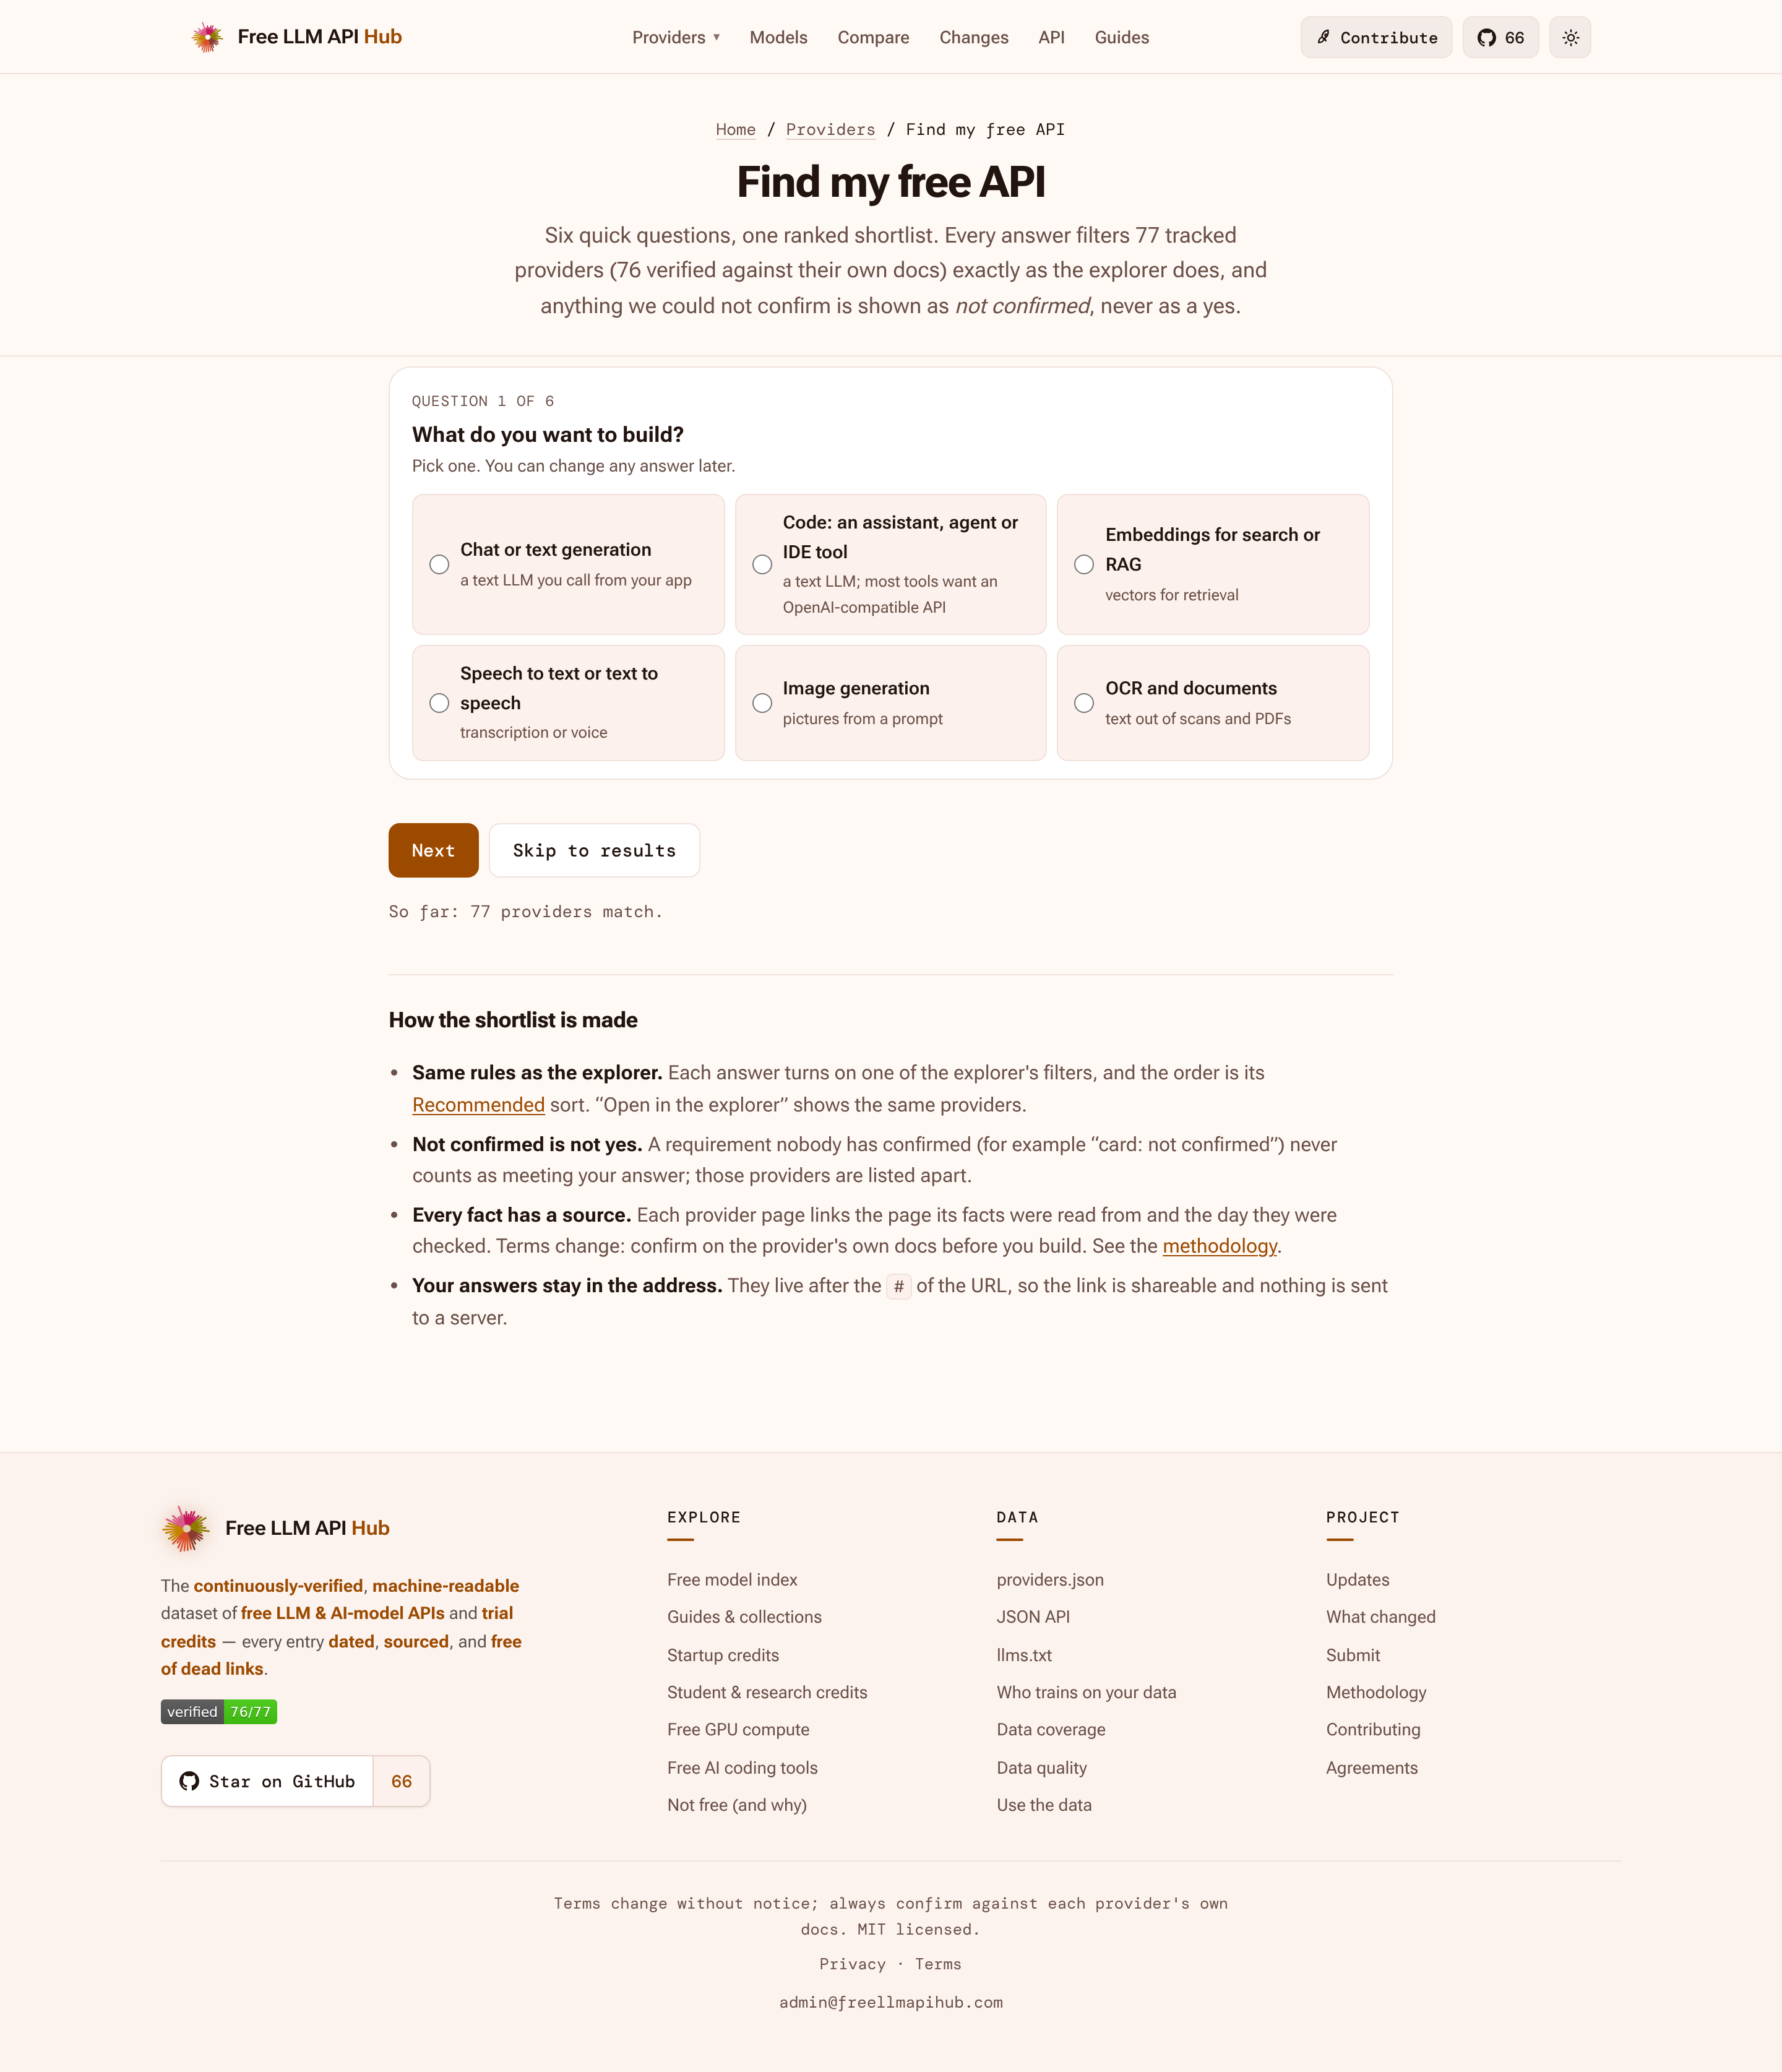 Free LLM API Hub
Providers ▾
Models
Compare
Changes
API
Guides
Contribute
66
Home / Providers / Find my free API
Find my free API
Six quick questions, one ranked shortlist. Every answer filters 77 tracked
providers (76 verified against their own docs) exactly as the explorer does, and
anything we could not confirm is shown as not confirmed, never as a yes.
QUESTION 1 OF 6
What do you want to build?
Pick one. You can change any answer later.
Chat or text generation
a text LLM you call from your app
Code: an assistant, agent or
IDE tool
a text LLM; most tools want an
OpenAI-compatible API
Embeddings for search or
RAG
vectors for retrieval
Speech to text or text to
speech
transcription or voice
Image generation
pictures from a prompt
OCR and documents
text out of scans and PDFs
Next
Skip to results
So far: 77 providers match.
How the shortlist is made
• Same rules as the explorer. Each answer turns on one of the explorer's filters, and the order is its
Recommended sort. “Open in the explorer” shows the same providers.
• Not confirmed is not yes. A requirement nobody has confirmed (for example “card: not confirmed”) never
counts as meeting your answer; those providers are listed apart.
• Every fact has a source. Each provider page links the page its facts were read from and the day they were
checked. Terms change: confirm on the provider's own docs before you build. See the methodology.
• Your answers stay in the address. They live after the # of the URL, so the link is shareable and nothing is sent
to a server.
Free LLM API Hub
The continuously-verified, machine-readable
dataset of free LLM & AI-model APIs and trial
credits — every entry dated, sourced, and free
of dead links.
verified 76/77
Star on GitHub 66
EXPLORE
Free model index
Guides & collections
Startup credits
Student & research credits
Free GPU compute
Free AI coding tools
Not free (and why)
DATA
providers.json
JSON API
llms.txt
Who trains on your data
Data coverage
Data quality
Use the data
PROJECT
Updates
What changed
Submit
Methodology
Contributing
Agreements
Terms change without notice; always confirm against each provider's own
docs. MIT licensed.
Privacy · Terms
admin@freellmapihub.com